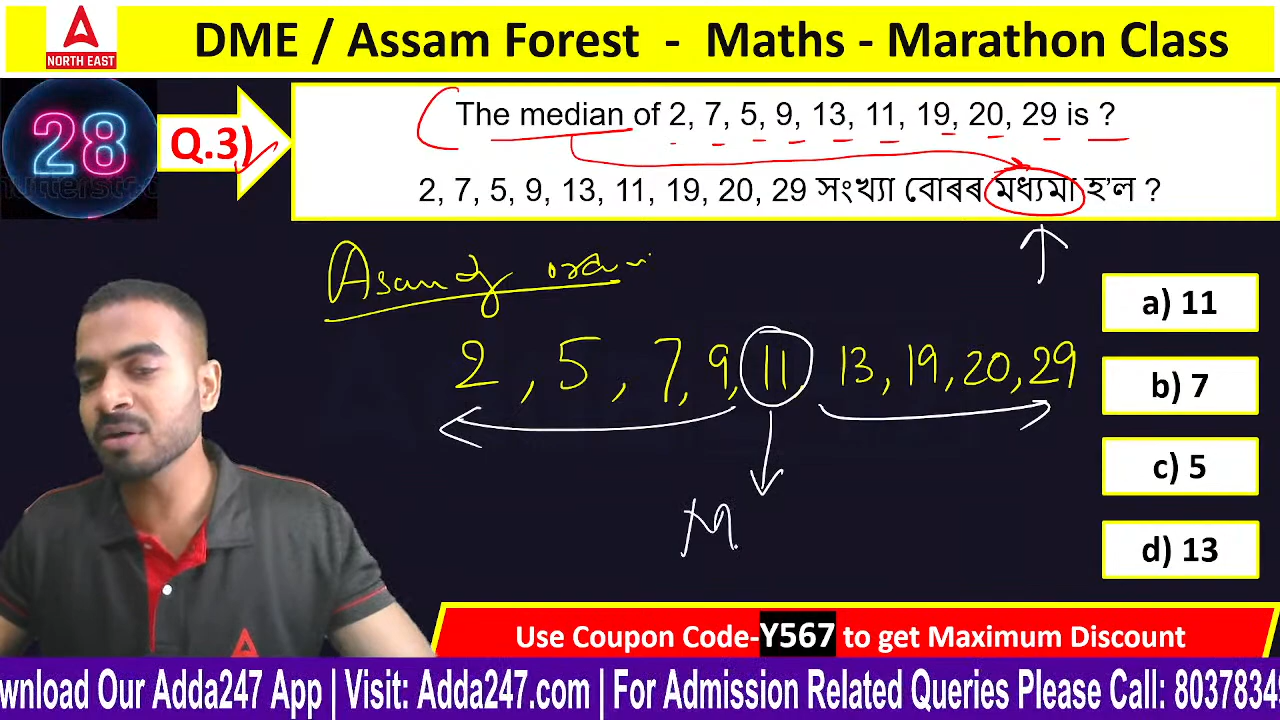 DME / Assam Forest - Maths - Marathon Class
NORTH EAST
28
Q.3)
The median of 2, 7, 5, 9, 13, 11, 19, 20, 29 is ?
2, 7, 5, 9, 13, 11, 19, 20, 29 সংখ্যা বোৰৰ মধ্যমা হ'ল ?
2, 5, 7, 9, 11, 13, 19, 20, 29
M
a) 11
b) 7
c) 5
d) 13
Use Coupon Code-Y567 to get Maximum Discount
wnload Our Adda247 App | Visit: Adda247.com | For Admission Related Queries Please Call: 8037834